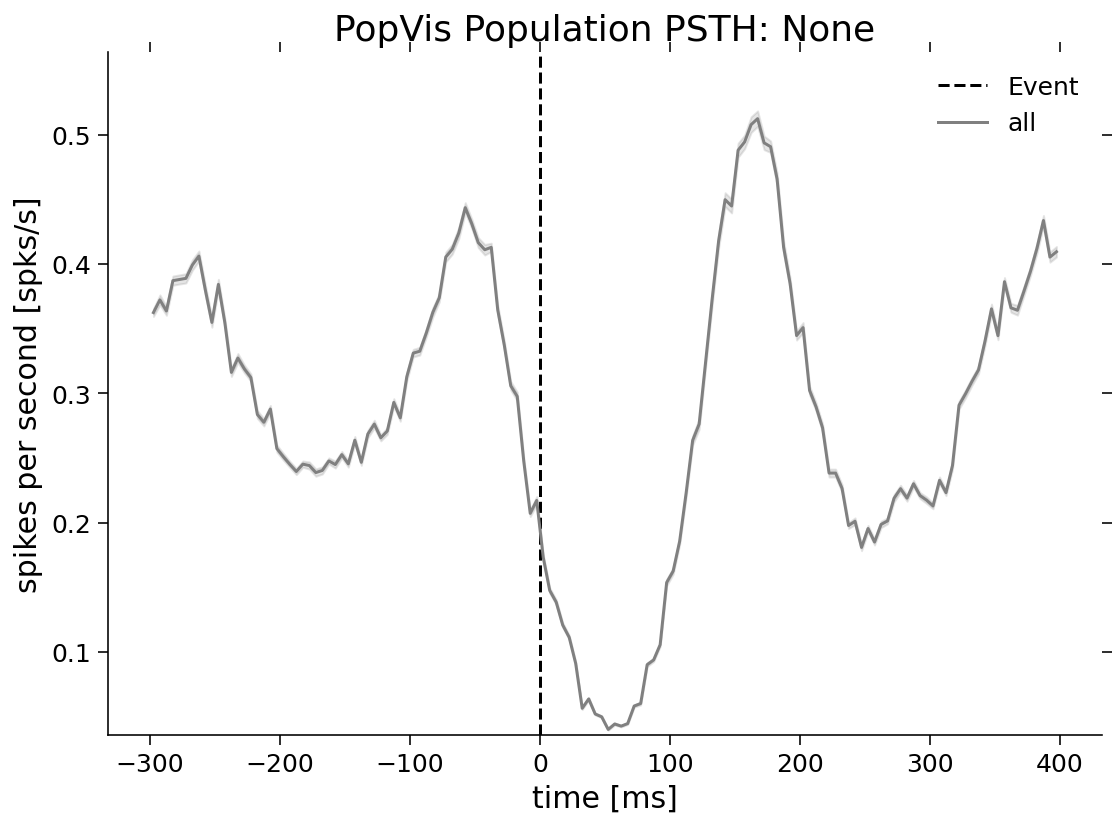 PopVis Population PSTH: None
Event
all
spikes per second [spks/s]
0.5
0.4
0.3
0.2
0.1
−300
−200
−100
0
100
200
300
400
time [ms]